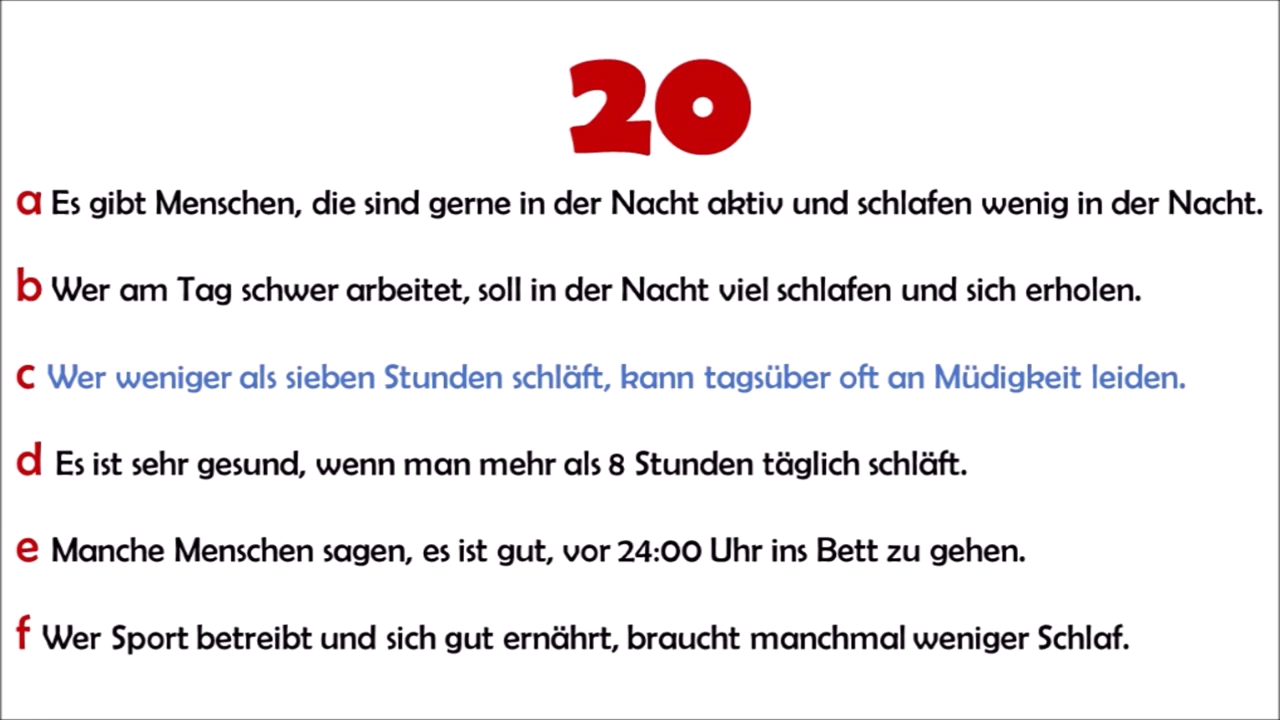 20
a Es gibt Menschen, die sind gerne in der Nacht aktiv und schlafen wenig in der Nacht.
b Wer am Tag schwer arbeitet, soll in der Nacht viel schlafen und sich erholen.
c Wer weniger als sieben Stunden schläft, kann tagsüber oft an Müdigkeit leiden.
d Es ist sehr gesund, wenn man mehr als 8 Stunden täglich schläft.
e Manche Menschen sagen, es ist gut, vor 24:00 Uhr ins Bett zu gehen.
f Wer Sport betreibt und sich gut ernährt, braucht manchmal weniger Schlaf.